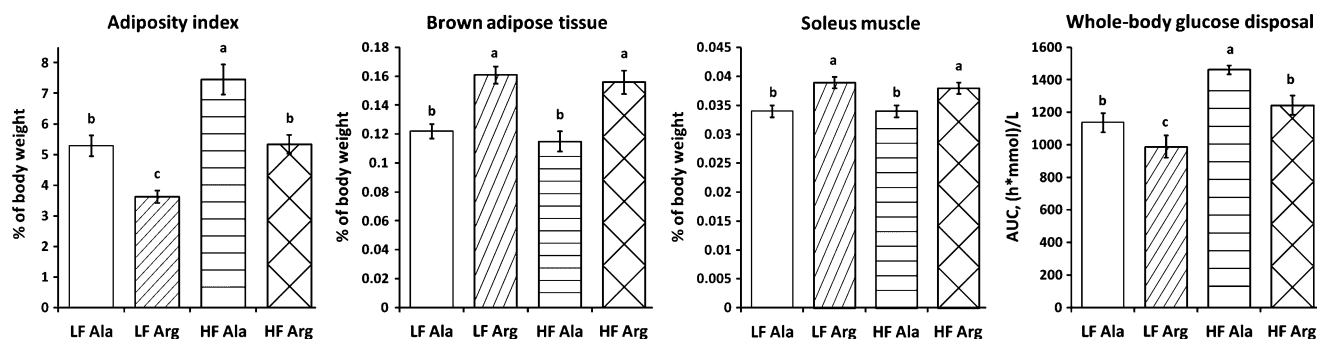 Adiposity index
% of body weight
8
7
6
5
4
3
2
1
0
b
c
a
b
LF Ala
LF Arg
HF Ala
HF Arg
Brown adipose tissue
% of body weight
0.18
0.16
0.14
0.12
0.1
0.08
0.06
0.04
0.02
0
b
a
b
a
LF Ala
LF Arg
HF Ala
HF Arg
Soleus muscle
% of body weight
0.045
0.04
0.035
0.03
0.025
0.02
0.015
0.01
0.005
0
b
a
b
a
LF Ala
LF Arg
HF Ala
HF Arg
Whole-body glucose disposal
AUC, (h*mmol)/L
1600
1400
1200
1000
800
600
400
200
0
b
c
a
b
LF Ala
LF Arg
HF Ala
HF Arg